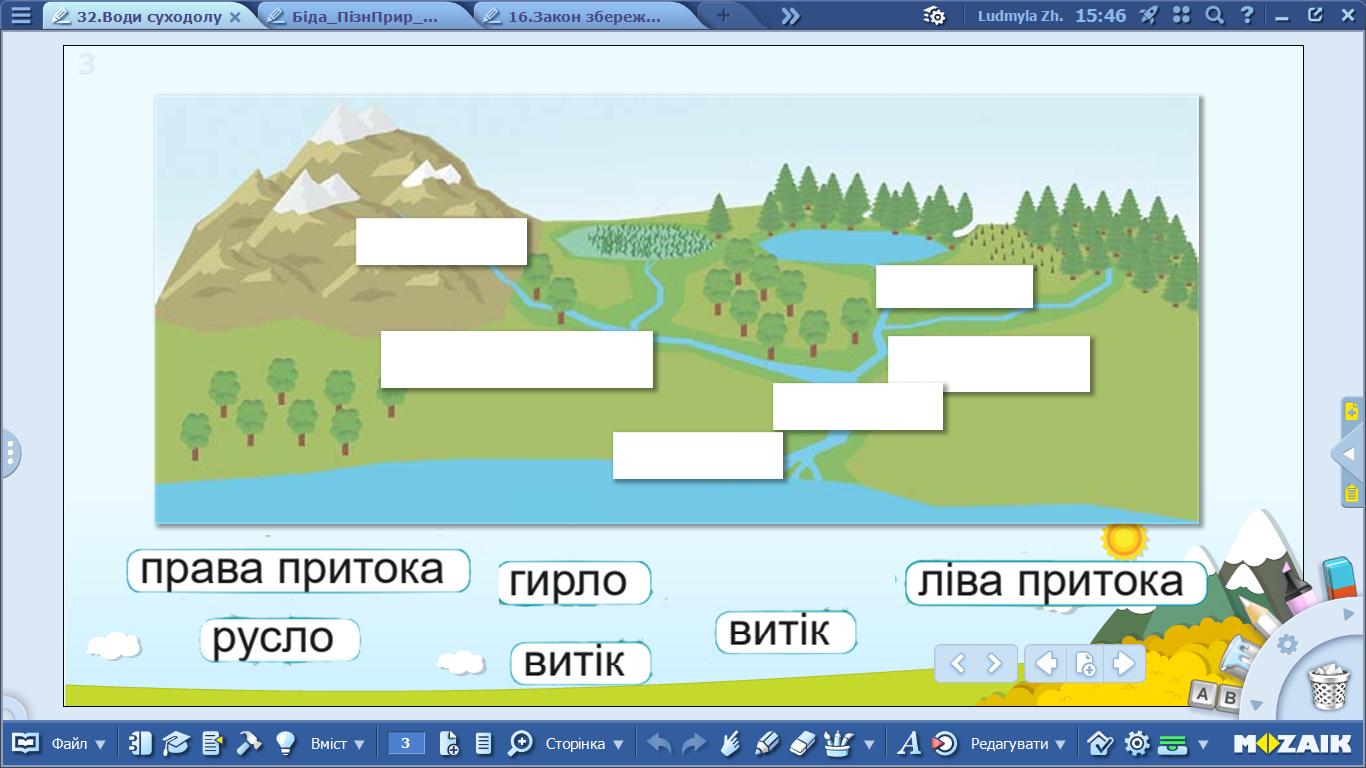 32.Води суходолу
Біда_ПізнПрир_...
16.Закон збереж...
Ludmyla Zh. 15:46
3
права притока
гирло
ліва притока
русло
витік
витік
A B
Файл
Вміст
3
Сторінка
A
Редагувати
MOZAIK